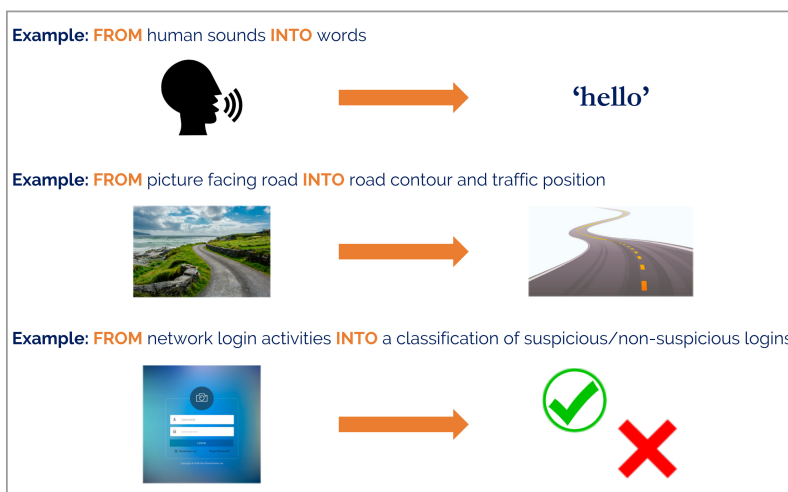 Example: FROM human sounds INTO words
‘hello’
Example: FROM picture facing road INTO road contour and traffic position
Example: FROM network login activities INTO a classification of suspicious/non-suspicious logins